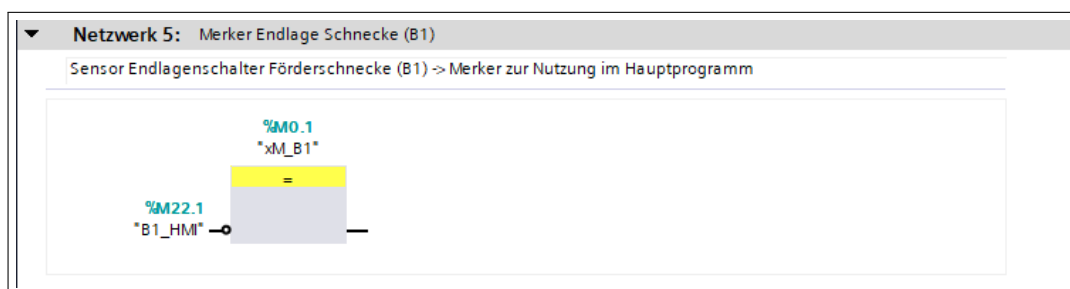 Netzwerk 5: Merker Endlage Schnecke (B1)
Sensor Endlagenschalter Förderschnecke (B1) -> Merker zur Nutzung im Hauptprogramm
%M0.1
"xM_B1"
=
%M22.1
"B1_HMI"